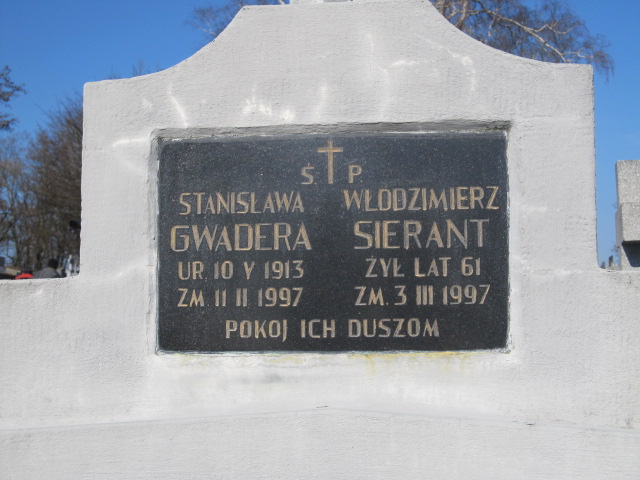 Ś P
STANISŁAWA WŁODZIMIERZ
GWADERA SIERANT
UR. 10 V 1913 ŻYŁ LAT 61
ZM. 11 II 1997 ZM. 3 III 1997
POKÓJ ICH DUSZOM